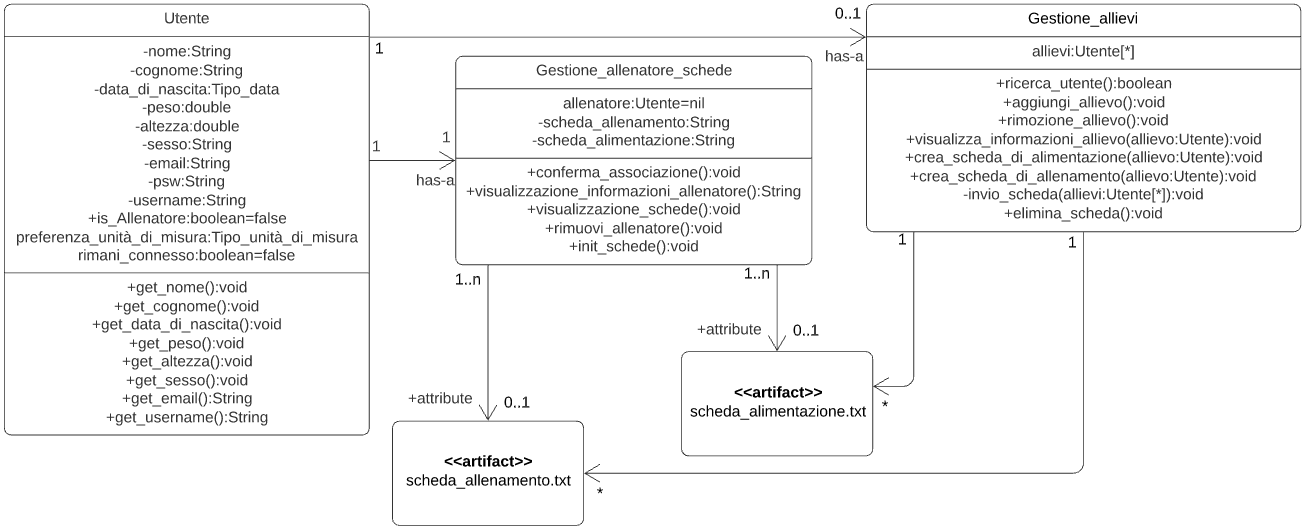 Utente
-nome:String
-cognome:String
-data_di_nascita:Tipo_data
-peso:double
-altezza:double
-sesso:String
-email:String
-psw:String
-username:String
+is_Allenatore:boolean=false
preferenza_unità_di_misura:Tipo_unità_di_misura
rimani_connesso:boolean=false
+get_nome():void
+get_cognome():void
+get_data_di_nascita():void
+get_peso():void
+get_altezza():void
+get_sesso():void
+get_email():String
+get_username():String
1
0..1
has-a
1
1
has-a
Gestione_allenatore_schede
allenatore:Utente=nil
-scheda_allenamento:String
-scheda_alimentazione:String
+conferma_associazione():void
+visualizzazione_informazioni_allenatore():String
+visualizzazione_schede():void
+rimuovi_allenatore():void
+init_schede():void
Gestione_allievi
allievi:Utente[*]
+ricerca_utente():boolean
+aggiungi_allievo():void
+rimozione_allievo():void
+visualizza_informazioni_allievo(allievo:Utente):void
+crea_scheda_di_alimentazione(allievo:Utente):void
+crea_scheda_di_allenamento(allievo:Utente):void
-invio_scheda(allievi:Utente[*]):void
+elimina_scheda():void
1..n
1..n
1
1
+attribute
0..1
+attribute
0..1
<<artifact>>
scheda_alimentazione.txt
*
<<artifact>>
scheda_allenamento.txt
*